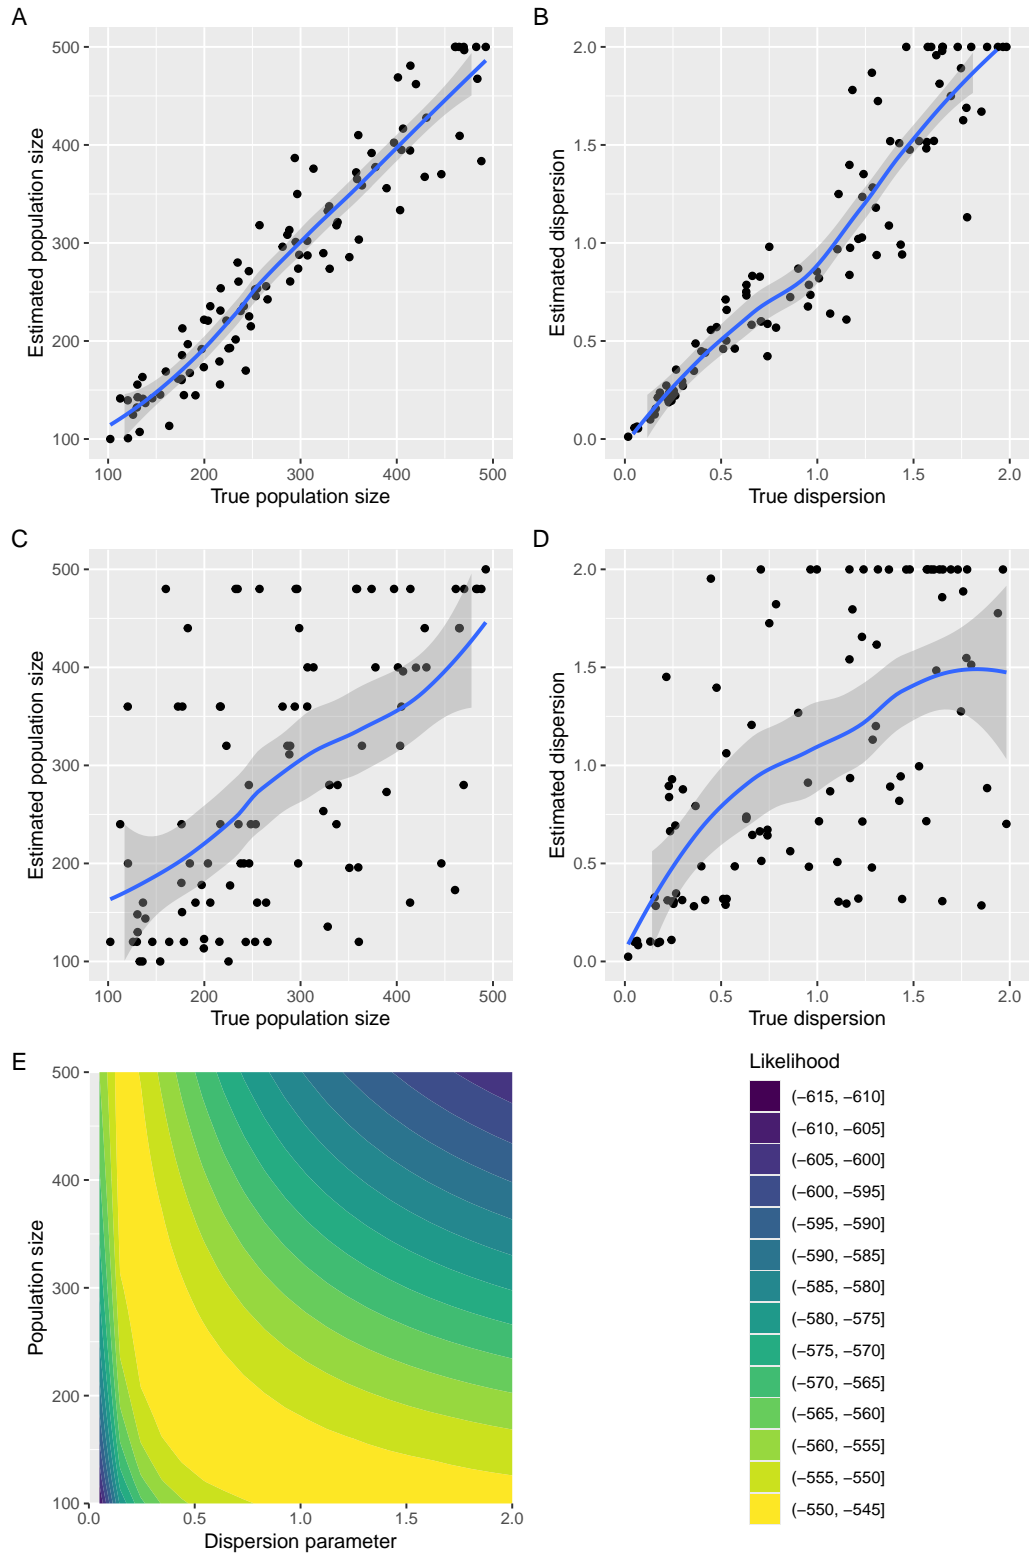 A
Estimated population size
500
400
300
200
100
100 200 300 400 500
True population size
B
Estimated dispersion
2.0
1.5
1.0
0.5
0.0
0.0 0.5 1.0 1.5 2.0
True dispersion
C
Estimated population size
500
400
300
200
100
100 200 300 400 500
True population size
D
Estimated dispersion
2.0
1.5
1.0
0.5
0.0
0.0 0.5 1.0 1.5 2.0
True dispersion
E
Population size
500
400
300
200
100
0.0 0.5 1.0 1.5 2.0
Dispersion parameter
Likelihood
(−615, −610]
(−610, −605]
(−605, −600]
(−600, −595]
(−595, −590]
(−590, −585]
(−585, −580]
(−580, −575]
(−575, −570]
(−570, −565]
(−565, −560]
(−560, −555]
(−555, −550]
(−550, −545]